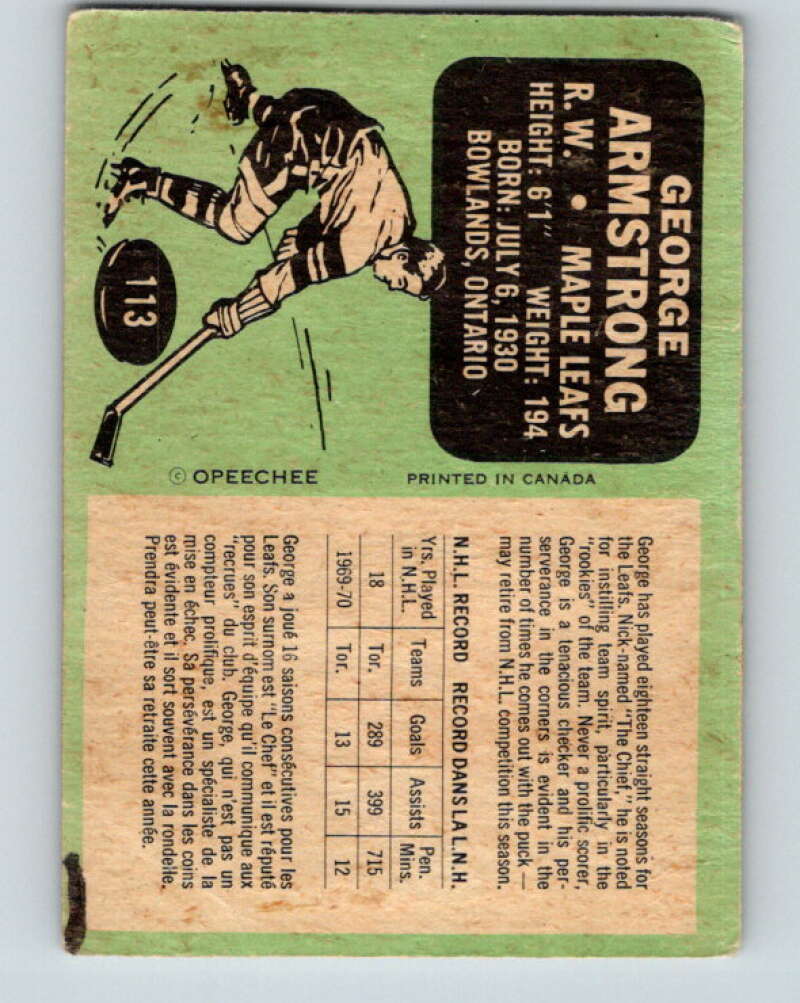 GEORGE
ARMSTRONG
R. W. • MAPLE LEAFS
HEIGHT: 6'1" WEIGHT: 194
BORN: JULY 6, 1930
BOWLANDS, ONTARIO
113
© OPEECHEE
PRINTED IN CANADA
George has played eighteen straight seasons for
the Leafs. Nick-named "The Chief," he is noted
for instilling team spirit, particularly in the
"rookies" of the team. Never a prolific scorer,
George is a tenacious checker and his per-
serverance in the corners is evident in the
number of times he comes out with the puck —
may retire from N.H.L. competition this season.
N.H.L. RECORD RECORD DANS LA L.N.H.
Yrs. Played in N.H.L. Teams Goals Assists Pen. Mins.
18 Tor. 289 399 715
1969-70 Tor. 13 15 12
George a joué 16 saisons consécutives pour les
Leafs. Son surnom est "Le Chef" et il est réputé
pour son esprit d'équipe qu'il communique aux
"recrues" du club. George, qui n'est pas un
compteur prolifique, est un spécialiste de la
mise en échec. Sa persévérance dans les coins
est évidente et il sort souvent avec la rondelle.
Prendra peut-être sa retraite cette année.